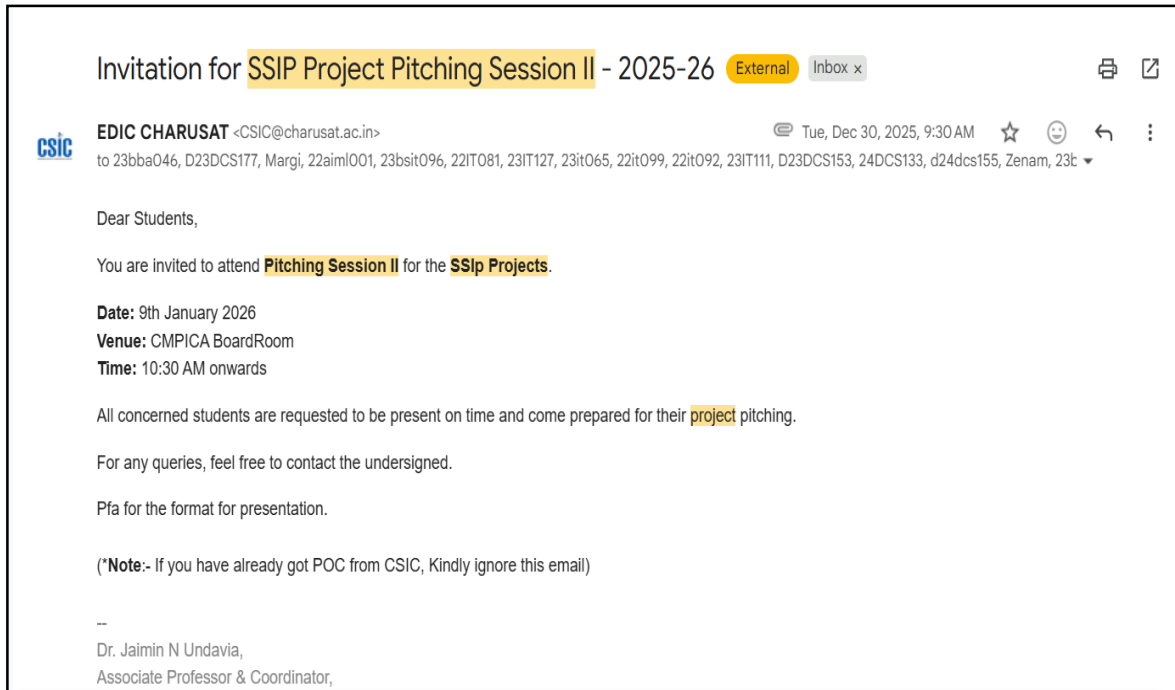 Invitation for SSIP Project Pitching Session II - 2025-26 External Inbox x
csic
EDIC CHARUSAT <CSIC@charusat.ac.in> Tue, Dec 30, 2025, 9:30 AM
to 23bba046, D23DCS177, Margi, 22aiml001, 23bsit096, 22IT081, 23IT127, 23it065, 22it099, 22it092, 23IT111, D23DCS153, 24DCS133, d24dcs155, Zenam, 23b
Dear Students,
You are invited to attend Pitching Session II for the SSIp Projects.
Date: 9th January 2026
Venue: CMPICA BoardRoom
Time: 10:30 AM onwards
All concerned students are requested to be present on time and come prepared for their project pitching.
For any queries, feel free to contact the undersigned.
Pfa for the format for presentation.
(*Note:- If you have already got POC from CSIC, Kindly ignore this email)
--
Dr. Jaimin N Undavia,
Associate Professor & Coordinator,